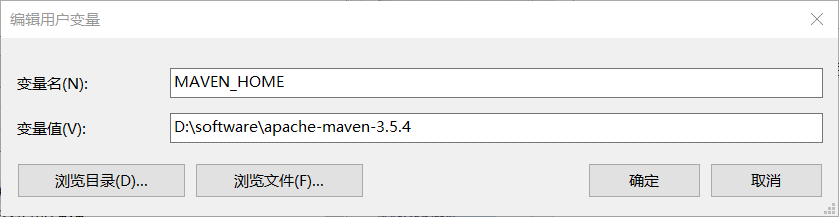 编辑用户变量
变量名(N):
MAVEN_HOME
变量值(V):
D:\software\apache-maven-3.5.4
浏览目录(D)...
浏览文件(F)...
确定
取消